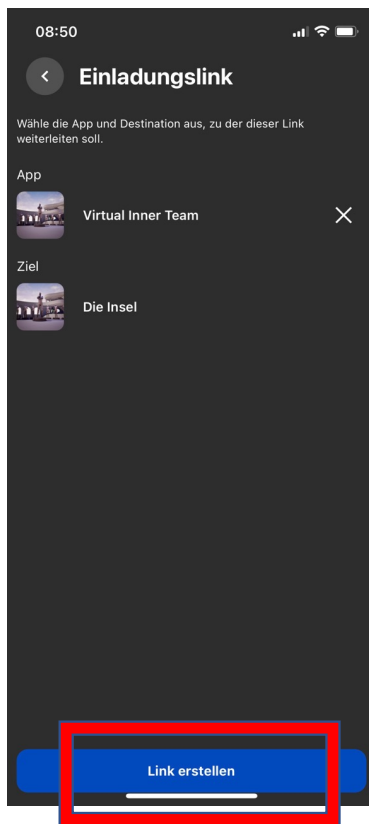 08:50
Einladungslink
Wähle die App und Destination aus, zu der dieser Link
weiterleiten soll.
App
Virtual Inner Team
Ziel
Die Insel
Link erstellen